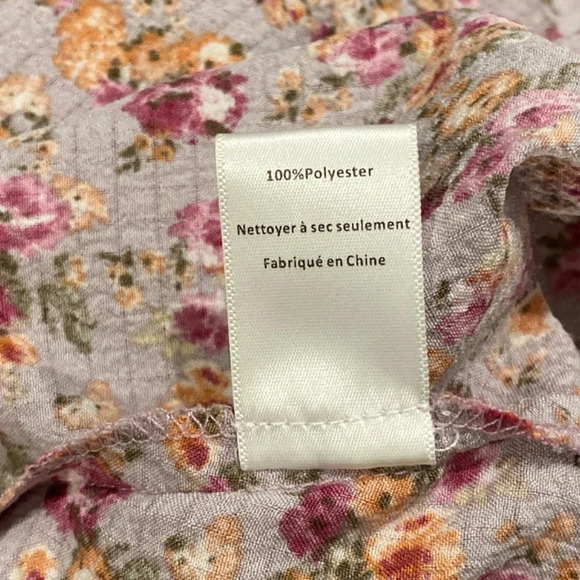 100%Polyester
Nettoyer à sec seulement
Fabriqué en Chine